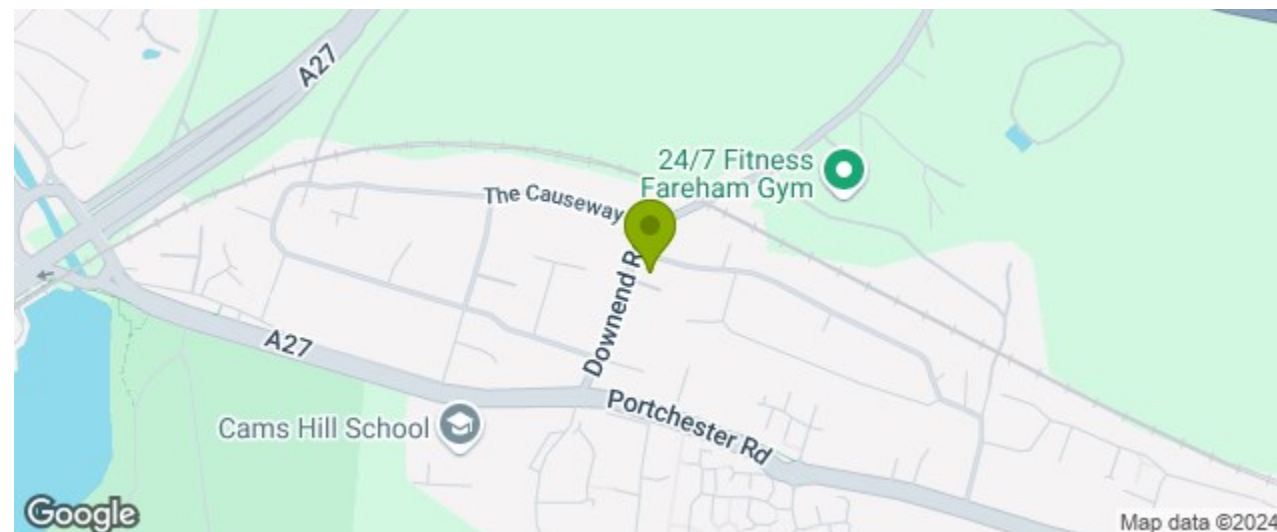 A27
24/7 Fitness
Fareham Gym
The Causeway
Downend R
A27
Portchester Rd
Cams Hill School
Google
Map data ©2024